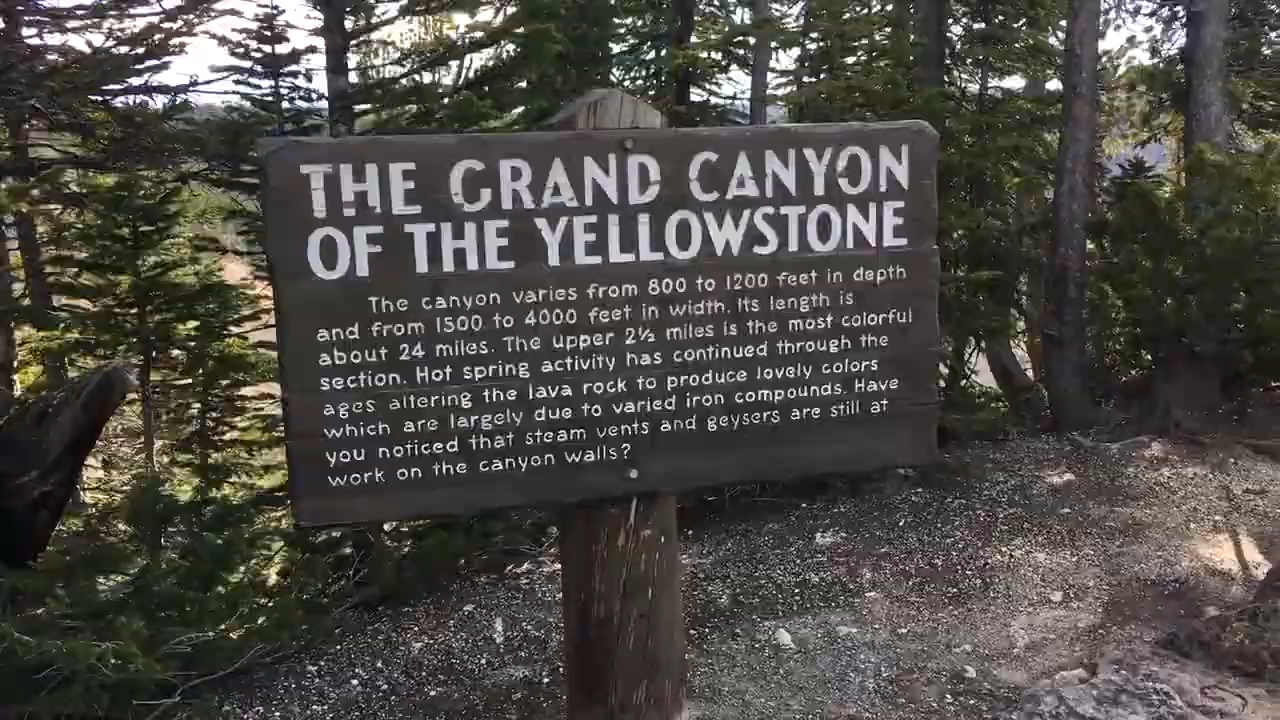 THE GRAND CANYON
OF THE YELLOWSTONE
The canyon varies from 800 to 1200 feet in depth
and from 1500 to 4000 feet in width. Its length is
about 24 miles. The upper 2½ miles is the most colorful
section. Hot spring activity has continued through the
ages altering the lava rock to produce lovely colors
which are largely due to varied iron compounds. Have
you noticed that steam vents and geysers are still at
work on the canyon walls?